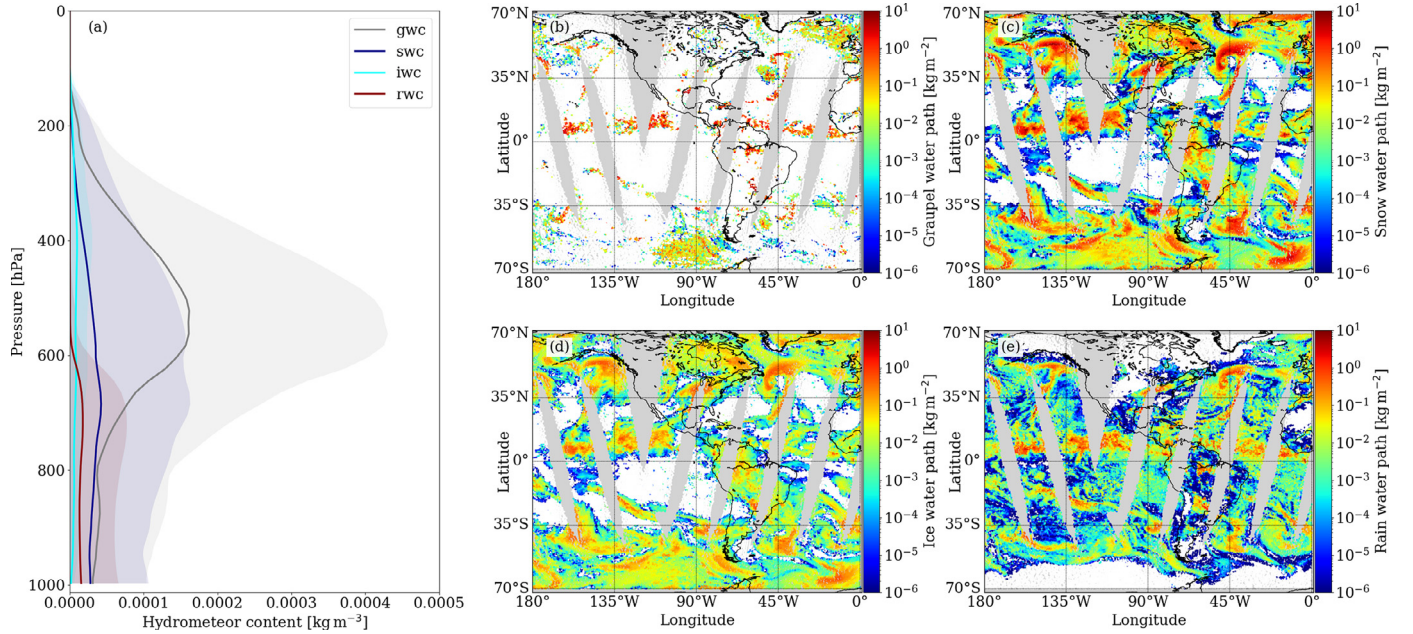 (a)
gwc
swc
iwc
rwc
0
200
400
600
800
1000
Pressure [hPa]
0.0000 0.0001 0.0002 0.0003 0.0004 0.0005
Hydrometeor content [kg m⁻³]
(b)
70°N
35°N
0°
35°S
70°S
Latitude
180° 135°W 90°W 45°W 0°
Longitude
10¹
10⁰
10⁻¹
10⁻²
10⁻³
10⁻⁴
10⁻⁵
10⁻⁶
Graupel water path [kg m⁻²]
(c)
70°N
35°N
0°
35°S
70°S
Latitude
180° 135°W 90°W 45°W 0°
Longitude
10¹
10⁰
10⁻¹
10⁻²
10⁻³
10⁻⁴
10⁻⁵
10⁻⁶
Snow water path [kg m⁻²]
(d)
70°N
35°N
0°
35°S
70°S
Latitude
180° 135°W 90°W 45°W 0°
Longitude
10¹
10⁰
10⁻¹
10⁻²
10⁻³
10⁻⁴
10⁻⁵
10⁻⁶
Ice water path [kg m⁻²]
(e)
70°N
35°N
0°
35°S
70°S
Latitude
180° 135°W 90°W 45°W 0°
Longitude
10¹
10⁰
10⁻¹
10⁻²
10⁻³
10⁻⁴
10⁻⁵
10⁻⁶
Rain water path [kg m⁻²]